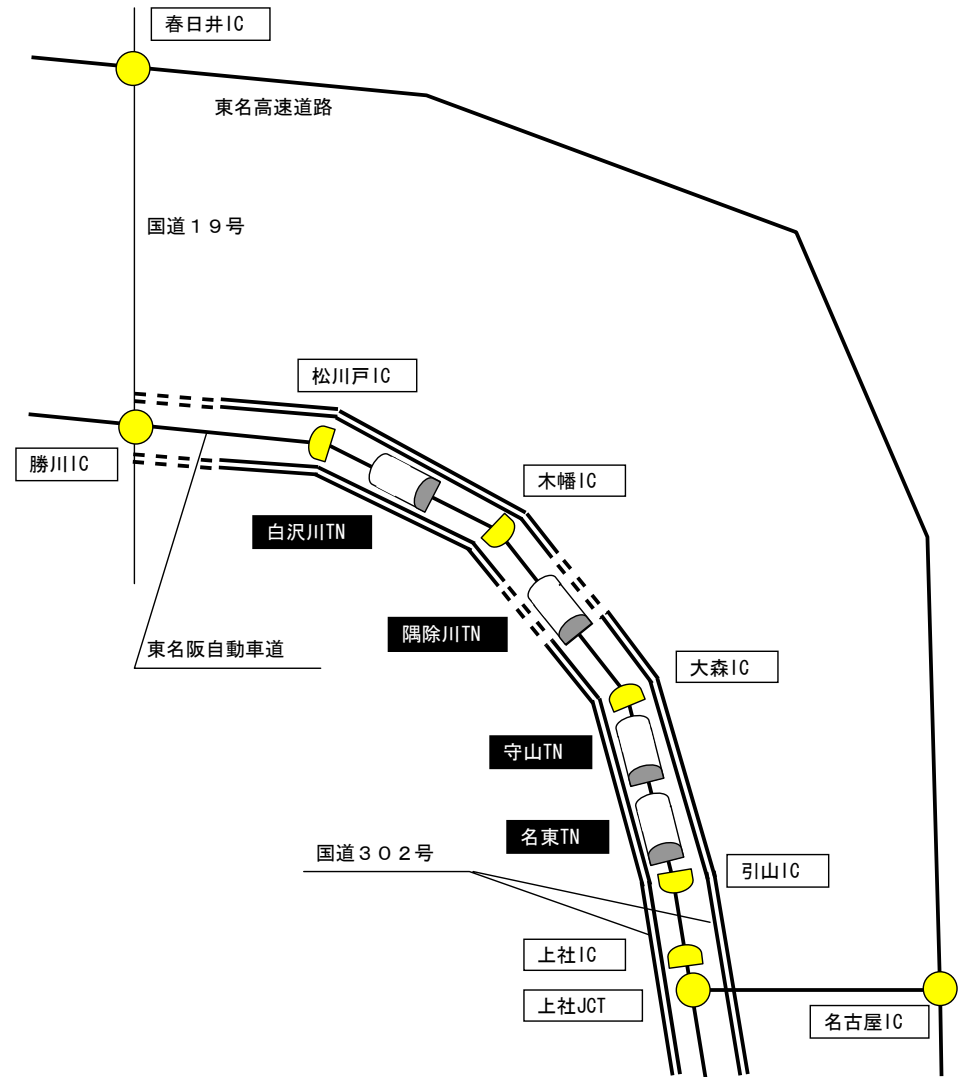 春日井IC
東名高速道路
国道１９号
松川戸IC
勝川IC
木幡IC
白沢川TN
隅除川TN
東名阪自動車道
大森IC
守山TN
名東TN
国道３０２号
引山IC
上社IC
上社JCT
名古屋IC